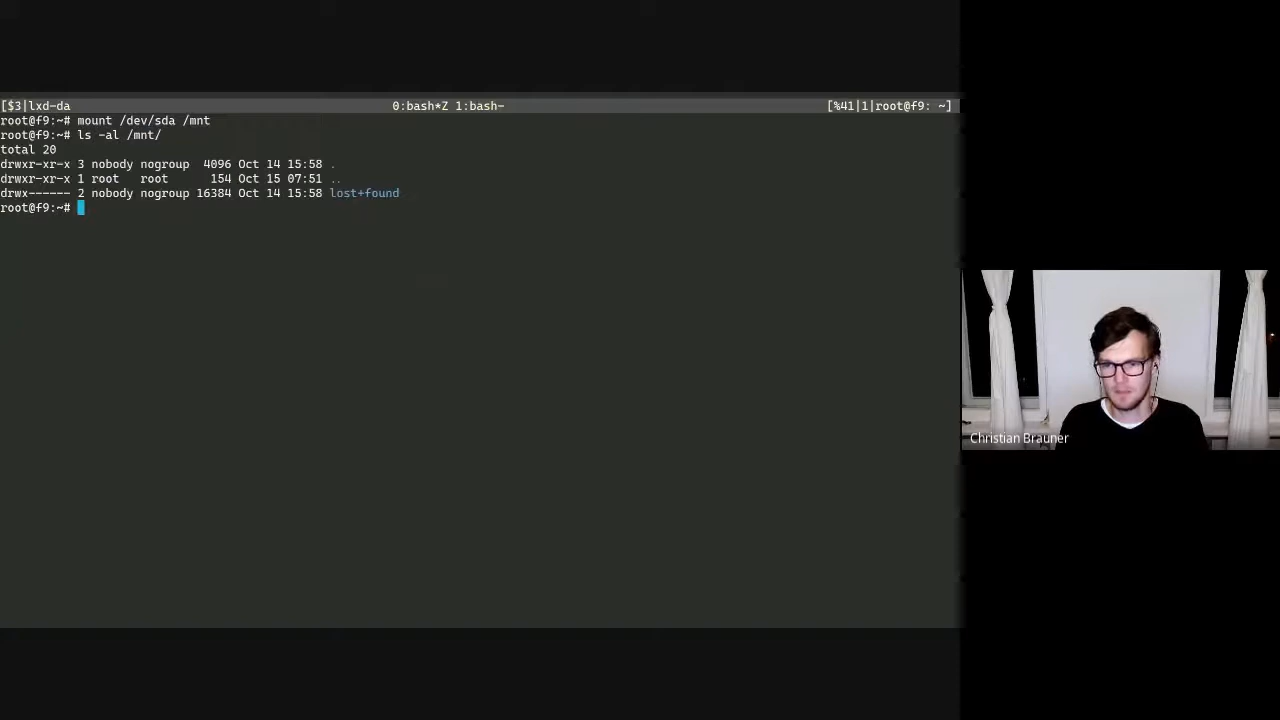 [$3|lxd-da 0:bash*Z 1:bash- [%41|1|root@f9: ~]
root@f9:~# mount /dev/sda /mnt
root@f9:~# ls -al /mnt/
total 20
drwxr-xr-x 3 nobody nogroup 4096 Oct 14 15:58 .
drwxr-xr-x 1 root root 154 Oct 15 07:51 ..
drwx------ 2 nobody nogroup 16384 Oct 14 15:58 lost+found
root@f9:~#
Christian Brauner